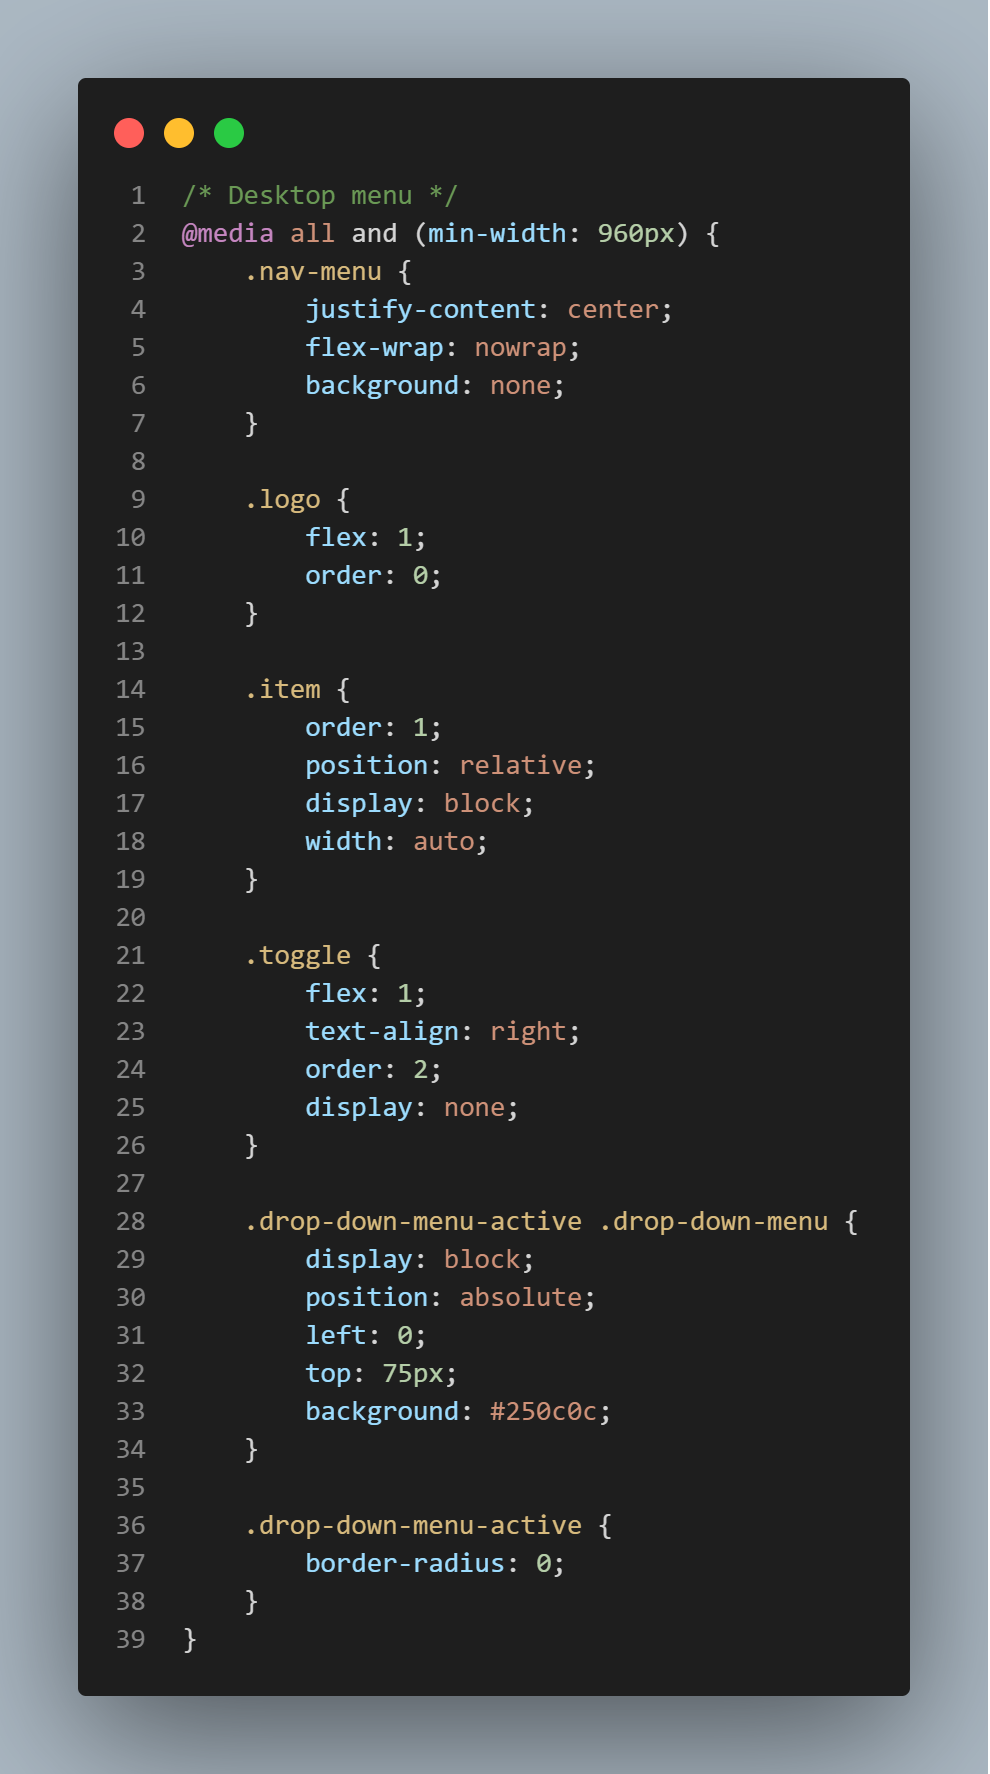 1 /* Desktop menu */
2 @media all and (min-width: 960px) {
3     .nav-menu {
4         justify-content: center;
5         flex-wrap: nowrap;
6         background: none;
7     }
8
9     .logo {
10         flex: 1;
11         order: 0;
12     }
13
14     .item {
15         order: 1;
16         position: relative;
17         display: block;
18         width: auto;
19     }
20
21     .toggle {
22         flex: 1;
23         text-align: right;
24         order: 2;
25         display: none;
26     }
27
28     .drop-down-menu-active .drop-down-menu {
29         display: block;
30         position: absolute;
31         left: 0;
32         top: 75px;
33         background: #250c0c;
34     }
35
36     .drop-down-menu-active {
37         border-radius: 0;
38     }
39 }